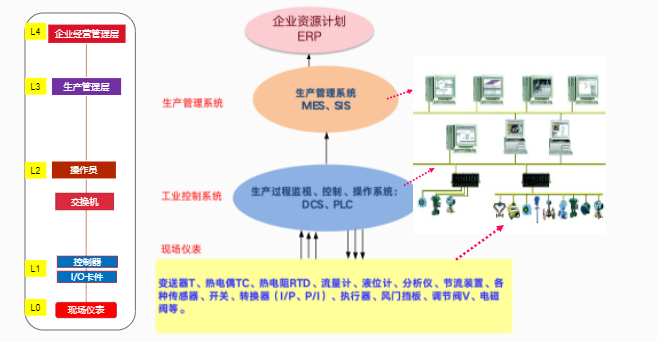 L4
企业经营管理层
L3
生产管理层
L2
操作员
交换机
L1
控制器
I/O卡件
L0
现场仪表
企业资源计划
ERP
生产管理系统
生产管理系统
MES、SIS
工业控制系统
生产过程监视、控制、操作系统：
DCS、PLC
现场仪表
变送器T、热电偶TC、热电阻RTD、流量计、液位计、分析仪、节流装置、各
种传感器、开关、转换器（I/P、P/I）、执行器、风门挡板、调节阀V、电磁
阀等。